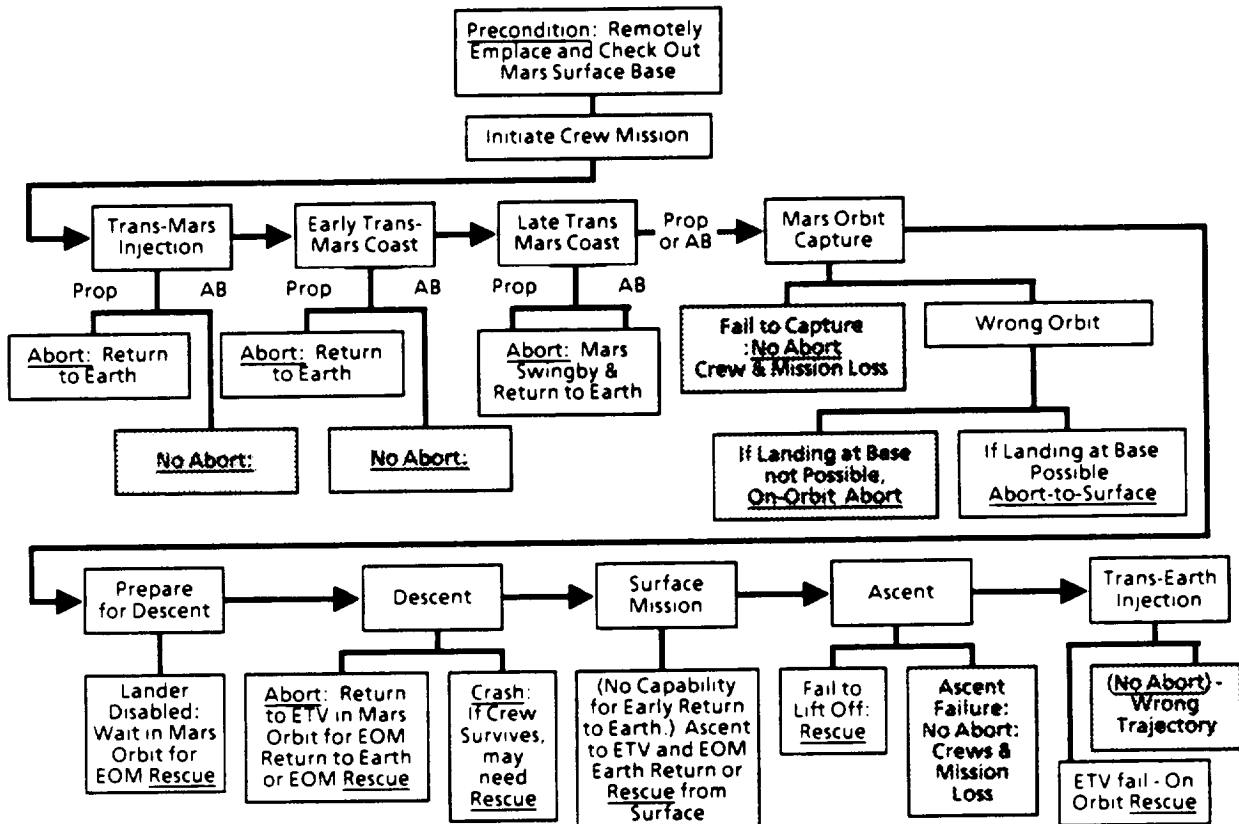 Precondition: Remotely
Emplace and Check Out
Mars Surface Base
Initiate Crew Mission
Trans-Mars
Injection
Early Trans-
Mars Coast
Late Trans
Mars Coast
Prop
or AB
Mars Orbit
Capture
Prop
AB
Prop
AB
Prop
AB
Abort: Return
to Earth
No Abort:
Abort: Return
to Earth
No Abort:
Abort: Mars
Swingby &
Return to Earth
Fail to Capture
:No Abort
Crew & Mission Loss
Wrong Orbit
If Landing at Base
not Possible,
On-Orbit Abort
If Landing at Base
Possible
Abort-to-Surface
Prepare
for Descent
Descent
Surface
Mission
Ascent
Trans-Earth
Injection
Lander
Disabled:
Wait in Mars
Orbit for
EOM Rescue
Abort: Return
to ETV in Mars
Orbit for EOM
Return to Earth
or EOM Rescue
Crash:
If Crew
Survives,
may
need
Rescue
(No Capability
for Early Return
to Earth.) Ascent
to ETV and EOM
Earth Return or
Rescue from
Surface
Fail to
Lift Off:
Rescue
Ascent
Failure:
No Abort:
Crews &
Mission
Loss
(No Abort) -
Wrong
Trajectory
ETV fail - On
Orbit Rescue